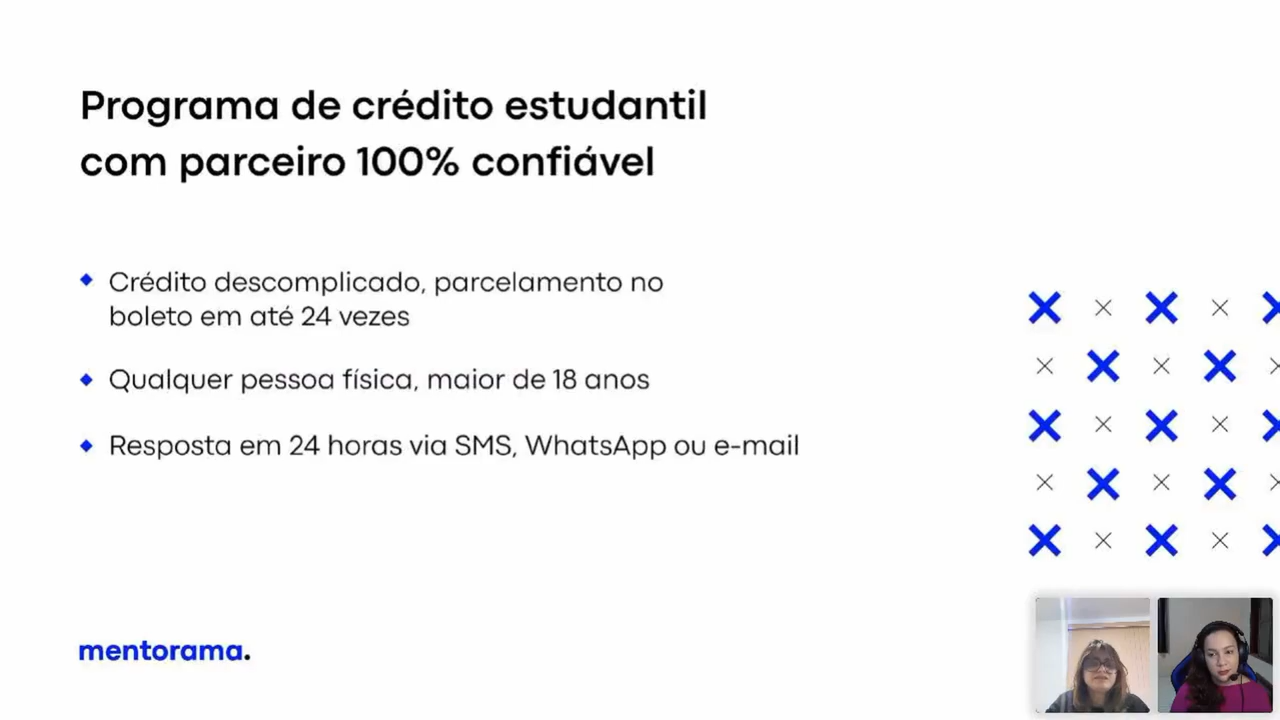 Programa de crédito estudantil
com parceiro 100% confiável
Crédito descomplicado, parcelamento no
boleto em até 24 vezes
Qualquer pessoa física, maior de 18 anos
Resposta em 24 horas via SMS, WhatsApp ou e-mail
mentorama.